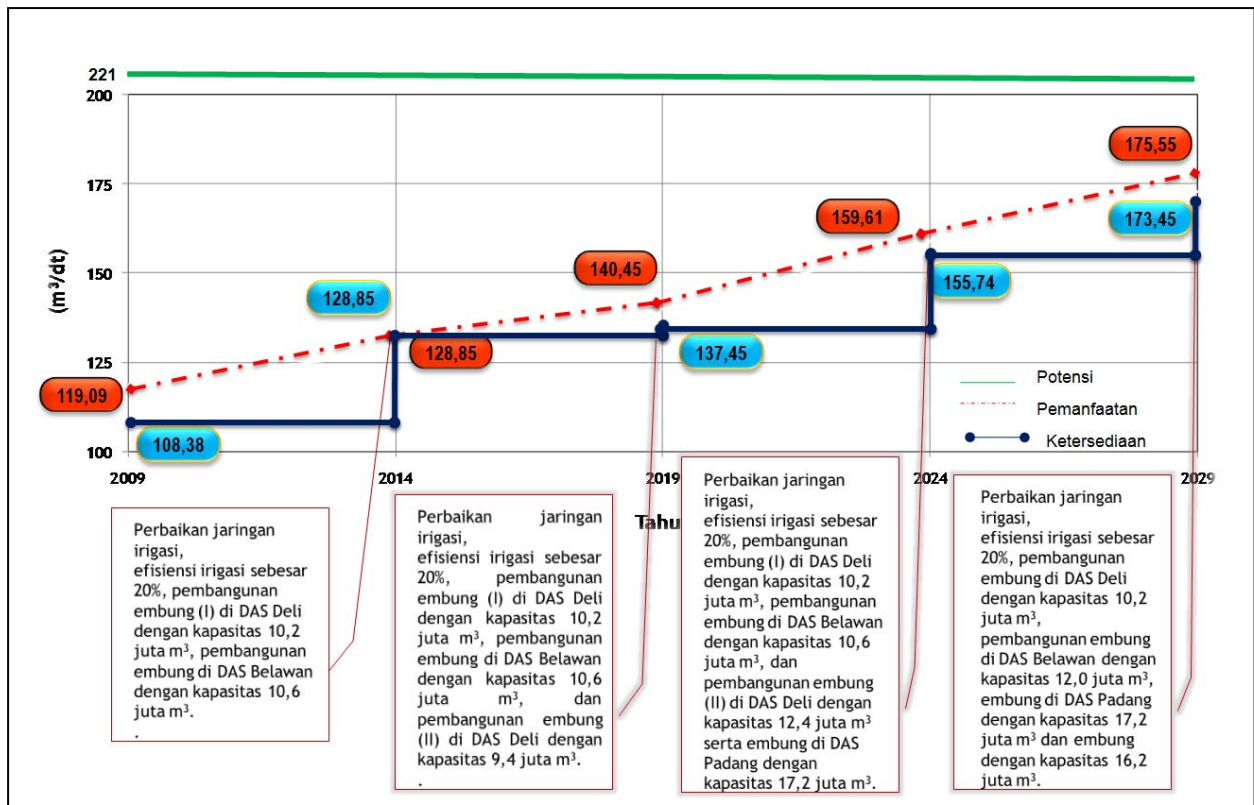 221
200
175
150
125
100
(m³/dt)
175,55
159,61
173,45
140,45
128,85
155,74
128,85
137,45
119,09
108,38
Potensi
Pemanfaatan
Ketersediaan
2009
2014
2019
2024
2029
Tahu
Perbaikan jaringan
irigasi,
efisiensi irigasi sebesar
20%, pembangunan
embung (I) di DAS Deli
dengan kapasitas 10,2
juta m³, pembangunan
embung di DAS Belawan
dengan kapasitas 10,6
juta m³.
.
Perbaikan jaringan
irigasi,
efisiensi irigasi sebesar
20%, pembangunan
embung (I) di DAS Deli
dengan kapasitas 10,2
juta m³, pembangunan
embung di DAS Belawan
dengan kapasitas 10,6
juta m³, dan
pembangunan embung
(II) di DAS Deli dengan
kapasitas 9,4 juta m³.
.
Perbaikan jaringan
irigasi,
efisiensi irigasi sebesar
20%, pembangunan
embung (I) di DAS Deli
dengan kapasitas 10,2
juta m³, pembangunan
embung di DAS Belawan
dengan kapasitas 10,6
juta m³, dan
pembangunan embung
(II) di DAS Deli dengan
kapasitas 12,4 juta m³
serta embung di DAS
Padang dengan
kapasitas 17,2 juta m³.
Perbaikan jaringan
irigasi,
efisiensi irigasi sebesar
20%, pembangunan
embung di DAS Deli
dengan kapasitas 10,2
juta m³,
pembangunan embung
di DAS Belawan dengan
kapasitas 12,0 juta m³,
embung di DAS Padang
dengan kapasitas 17,2
juta m³ dan embung
dengan kapasitas 16,2
juta m³.